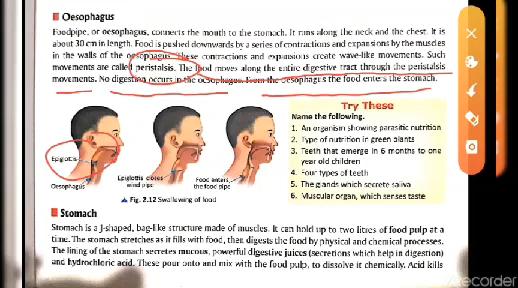 Oesophagus
Foodpipe, or oesophagus, connects the mouth to the stomach. It runs along the neck and the chest. It
is about 30 cm in length. Food is pushed downwards by a series of contractions and expansions by the muscles
in the walls of the oesophagus. These contractions and expansions create wave-like movements. Such
movements are called peristalsis. The food moves along the entire digestive tract through the peristalsis
movements. No digestion occurs in the oesophagus. From the oesophagus the food enters the stomach.
Epiglottis
Oesophagus
Epiglottis closes
wind pipe
Food enters
the food pipe
▲ Fig. 2.12 Swallowing of food
Try These
Name the following.
1 An organism showing parasitic nutrition
2 Type of nutrition in green plants
3 Teeth that emerge in 6 months to one
year old children
4 Four types of teeth
5 The glands which secrete saliva
6 Muscular organ, which senses taste
Stomach
Stomach is a J-shaped, bag-like structure made of muscles. It can hold up to two litres of food pulp at a
time. The stomach stretches as it fills with food, then digests the food by physical and chemical processes.
The lining of the stomach secretes mucous, powerful digestive juices (secretions which help in digestion)
and hydrochloric acid. These pour onto and mix with the food pulp, to dissolve it chemically. Acid kills
Recorder